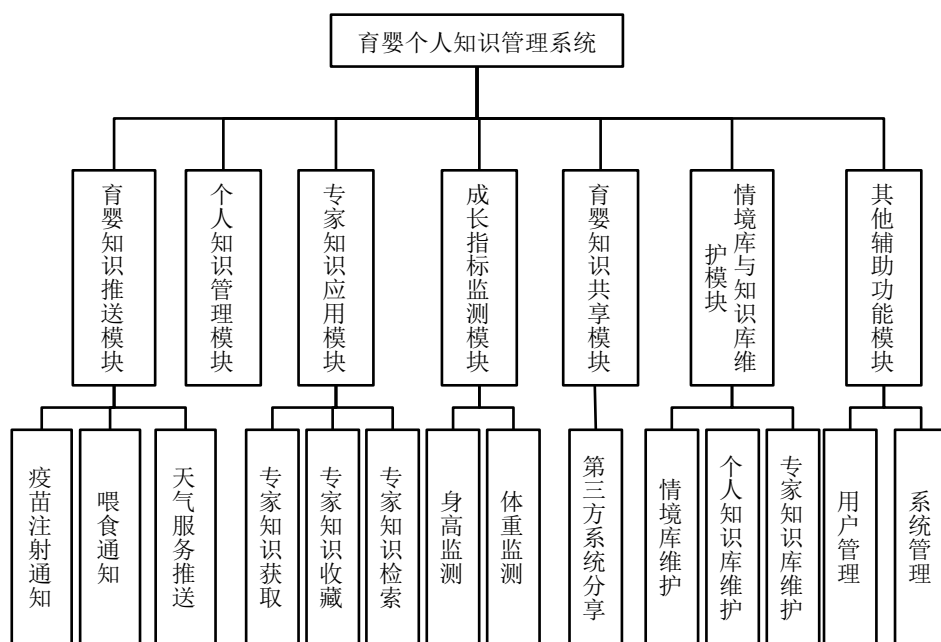 育婴个人知识管理系统
育婴知识推送模块
个人知识管理模块
专家知识应用模块
成长指标监测模块
育婴知识共享模块
情境库与知识库维
护模块
其他辅助功能模块
疫苗注射通知
喂食通知
天气服务推送
专家知识获取
专家知识收藏
专家知识检索
身高监测
体重监测
第三方系统分享
情境库维护
个人知识库维护
专家知识库维护
用户管理
系统管理